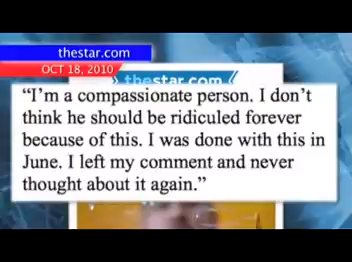 thestar.com
OCT 18, 2010
thestar.com
“I’m a compassionate person. I don’t
think he should be ridiculed forever
because of this. I was done with this in
June. I left my comment and never
thought about it again.”